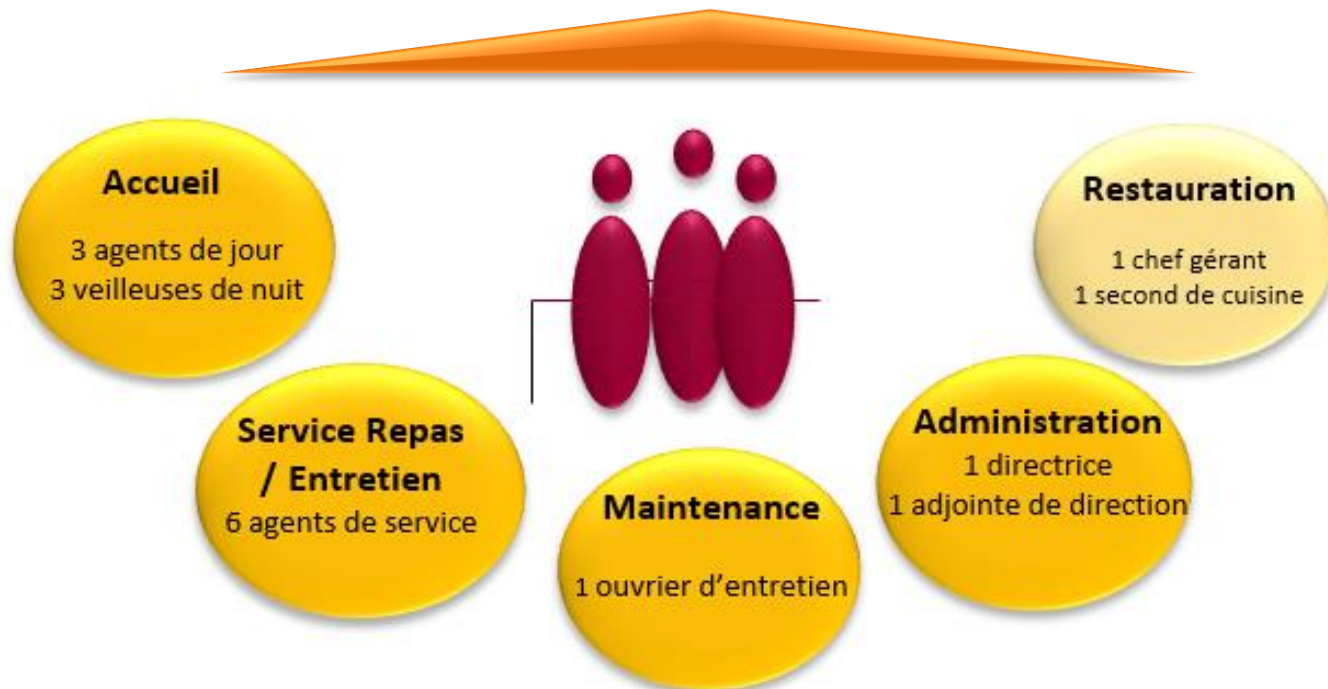 Accueil
3 agents de jour
3 veilleuses de nuit
Service Repas
/ Entretien
6 agents de service
Maintenance
1 ouvrier d’entretien
Administration
1 directrice
1 adjointe de direction
Restauration
1 chef gérant
1 second de cuisine